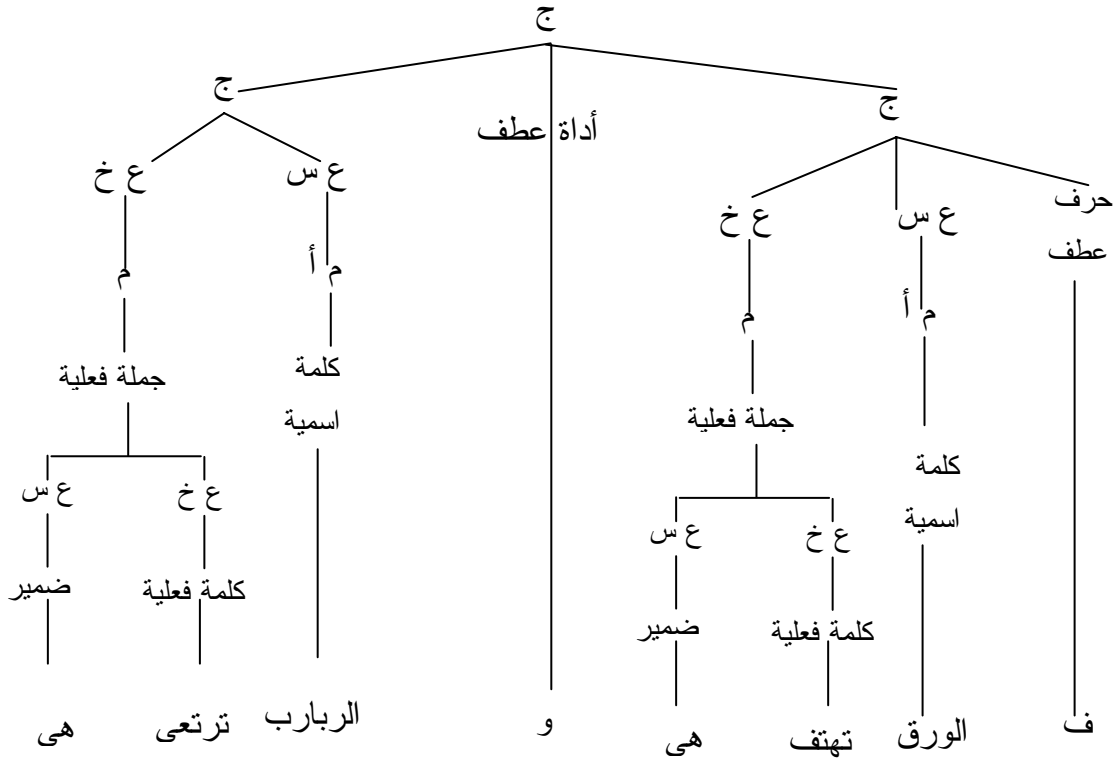 ج
ج
ج
أداة عطف
حرف
عطف
ع س
ع خ
ع س
ع خ
م أ
م
م أ
م
كلمة
اسمية
جملة فعلية
كلمة
اسمية
جملة فعلية
ع خ
ع س
ع خ
ع س
كلمة فعلية
ضمير
كلمة فعلية
ضمير
ف
الورق
تهتف
هى
و
الربارب
ترتعى
هى